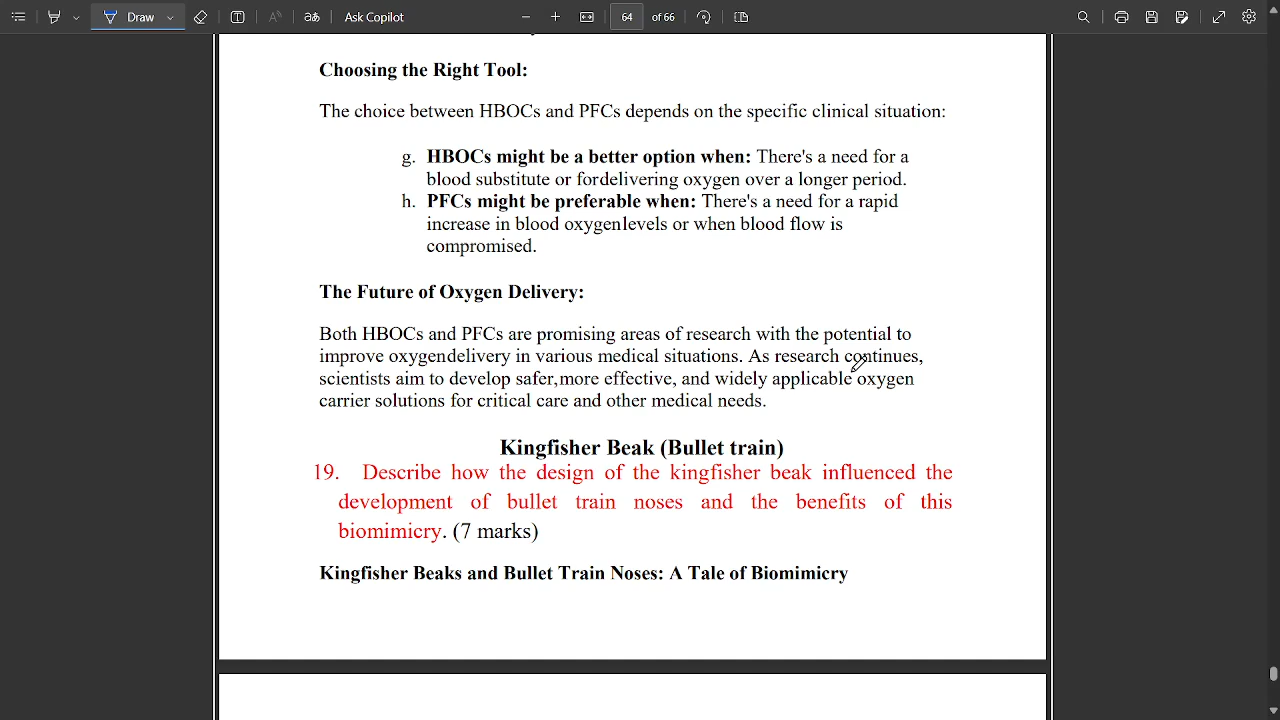 Draw
Ask Copilot
64 of 66
Choosing the Right Tool:
The choice between HBOCs and PFCs depends on the specific clinical situation:
g. HBOCs might be a better option when: There's a need for a
blood substitute or fordelivering oxygen over a longer period.
h. PFCs might be preferable when: There's a need for a rapid
increase in blood oxygenlevels or when blood flow is
compromised.
The Future of Oxygen Delivery:
Both HBOCs and PFCs are promising areas of research with the potential to
improve oxygendelivery in various medical situations. As research continues,
scientists aim to develop safer,more effective, and widely applicable oxygen
carrier solutions for critical care and other medical needs.
Kingfisher Beak (Bullet train)
19. Describe how the design of the kingfisher beak influenced the
development of bullet train noses and the benefits of this
biomimicry. (7 marks)
Kingfisher Beaks and Bullet Train Noses: A Tale of Biomimicry